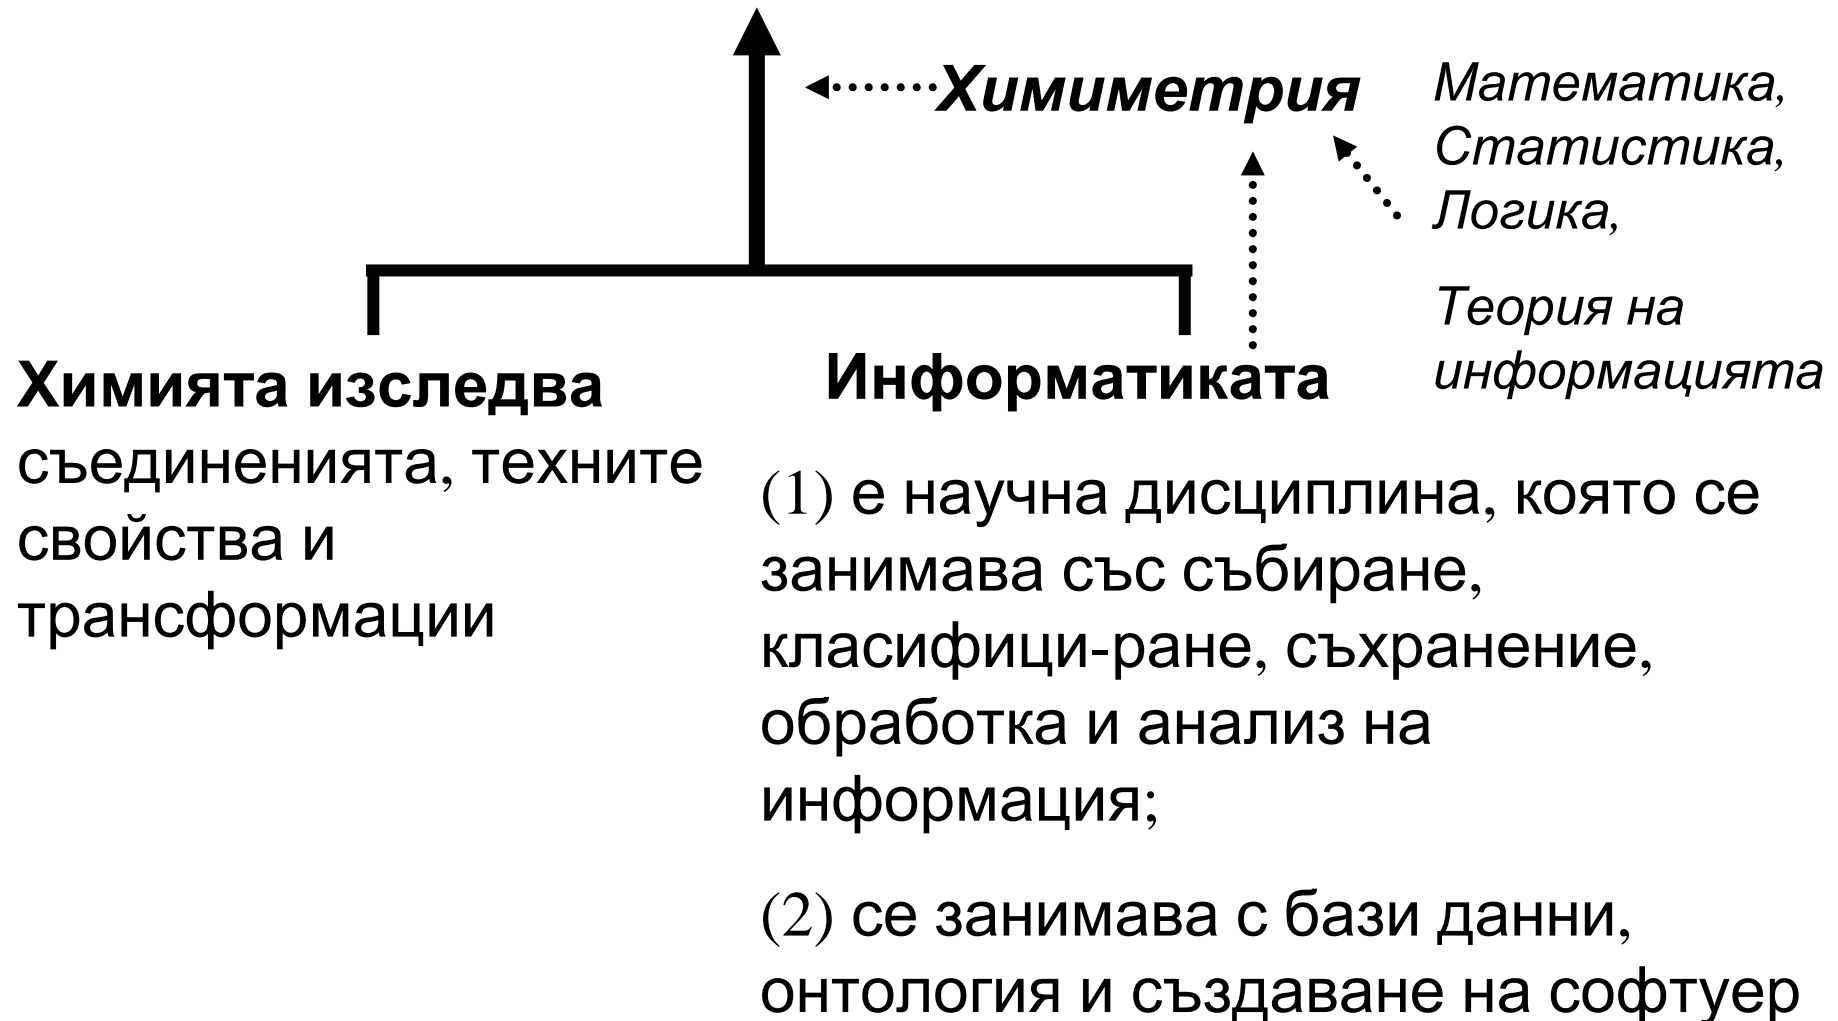 Химиметрия
Математика,
Статистика,
Логика,
Теория на
информацията
Химията изследва
съединенията, техните
свойства и
трансформации
Информатиката
(1) е научна дисциплина, която се
занимава със събиране,
класифици-ране, съхранение,
обработка и анализ на
информация;
(2) се занимава с бази данни,
онтология и създаване на софтуер